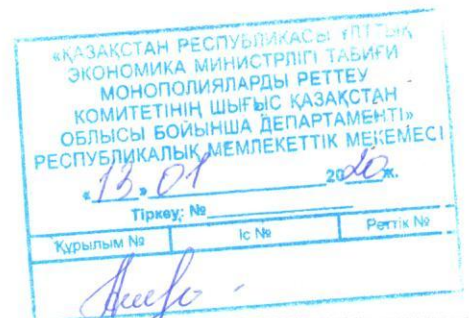 «ҚАЗАҚСТАН РЕСПУБЛИКАСЫ ҰЛТТЫҚ
ЭКОНОМИКА МИНИСТРЛІГІ ТАБИҒИ
МОНОПОЛИЯЛАРДЫ РЕТТЕУ
КОМИТЕТІНІҢ ШЫҒЫС ҚАЗАҚСТАН
ОБЛЫСЫ БОЙЫНША ДЕПАРТАМЕНТІ»
РЕСПУБЛИКАЛЫҚ МЕМЛЕКЕТТІК МЕКЕМЕСІ
«13» 01 2020 ж.
Тіркеу: №
Құрылым № Іс № Реттік №